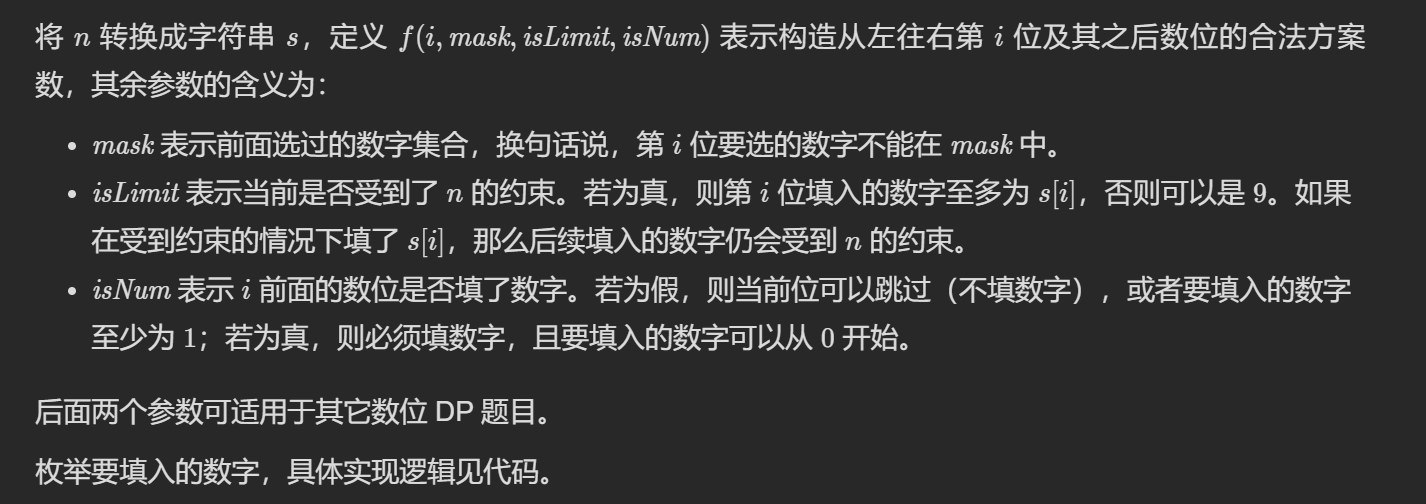 将 n 转换成字符串 s，定义 f(i, mask, isLimit, isNum) 表示构造从左往右第 i 位及其之后数位的合法方案
数，其余参数的含义为：
• mask 表示前面选过的数字集合，换句话说，第 i 位要选的数字不能在 mask 中。
• isLimit 表示当前是否受到了 n 的约束。若为真，则第 i 位填入的数字至多为 s[i]，否则可以是 9。如果
在受到约束的情况下填了 s[i]，那么后续填入的数字仍会受到 n 的约束。
• isNum 表示 i 前面的数位是否填了数字。若为假，则当前位可以跳过（不填数字），或者要填入的数字
至少为 1；若为真，则必须填数字，且要填入的数字可以从 0 开始。
后面两个参数可适用于其它数位 DP 题目。
枚举要填入的数字，具体实现逻辑见代码。